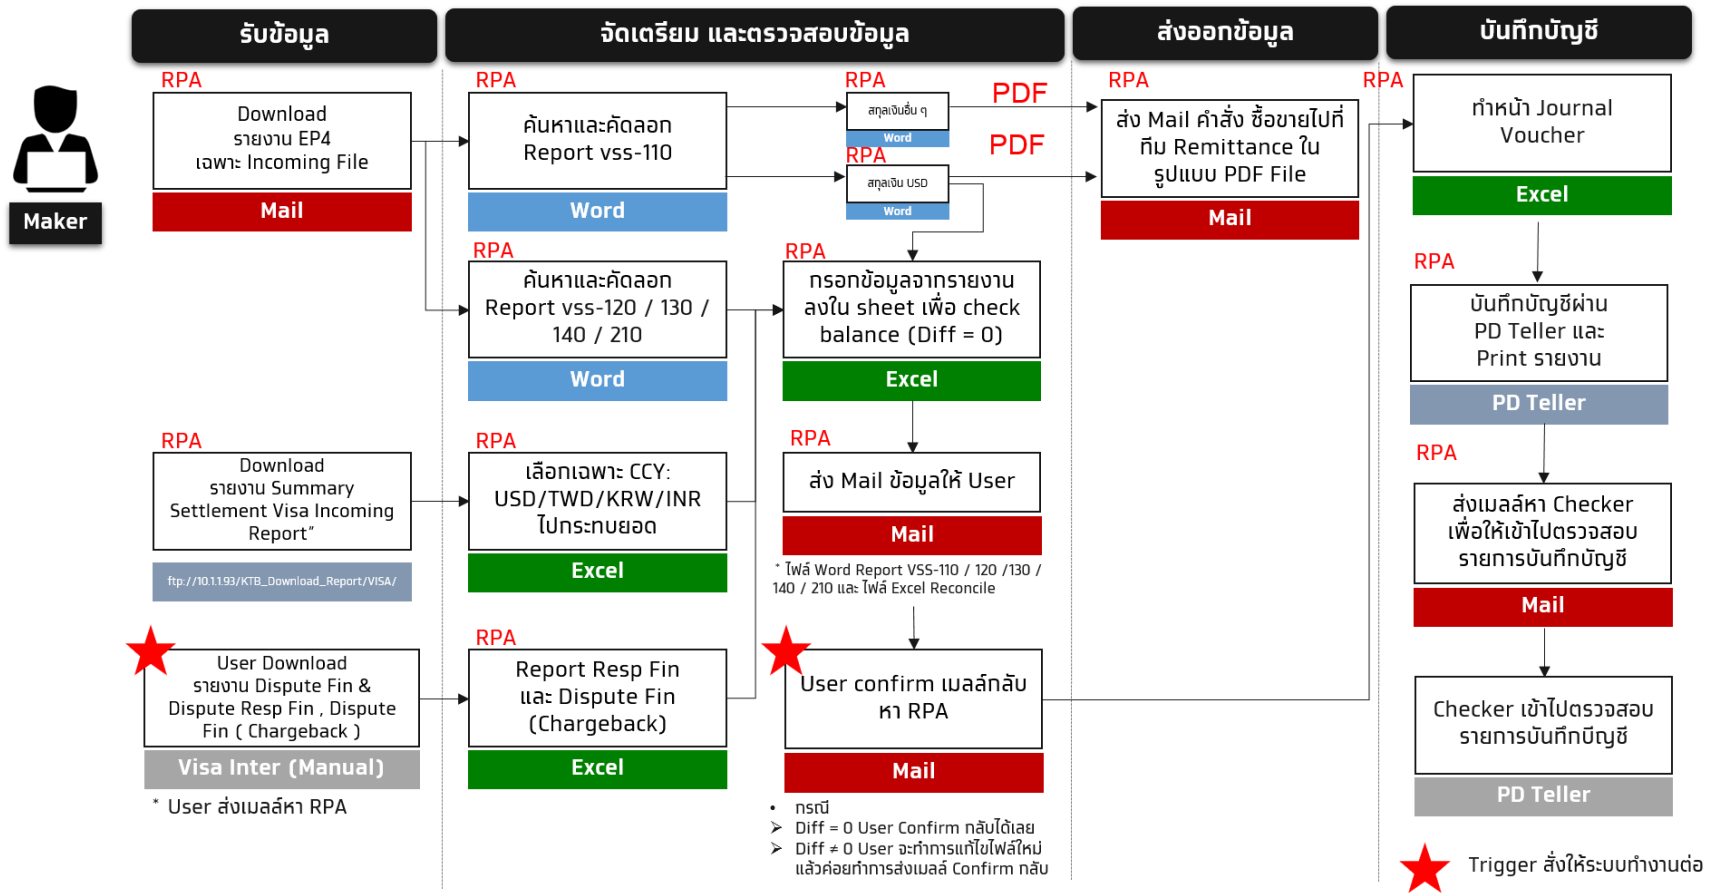 รับข้อมูล
จัดเตรียม และตรวจสอบข้อมูล
ส่งออกข้อมูล
บันทึกบัญชี
Maker
RPA
Download
รายงาน EP4
เฉพาะ Incoming File
Mail
RPA
ค้นหาและคัดลอก
Report vss-110
Word
RPA
สกุลเงินอื่น ๆ
Word
PDF
RPA
สกุลเงิน USD
Word
PDF
RPA
ส่ง Mail คำสั่ง ซื้อขายไปที่
ทีม Remittance ใน
รูปแบบ PDF File
Mail
RPA
ทำหน้า Journal
Voucher
Excel
RPA
ค้นหาและคัดลอก
Report vss-120 / 130 /
140 / 210
Word
RPA
กรอกข้อมูลจากรายงาน
ลงใน sheet เพื่อ check
balance (Diff = 0)
Excel
RPA
บันทึกบัญชีผ่าน
PD Teller และ
Print รายงาน
PD Teller
RPA
Download
รายงาน Summary
Settlement Visa Incoming
Report”
ftp://10.1.1.93/KTB_Download_Report/VISA/
RPA
เลือกเฉพาะ CCY:
USD/TWD/KRW/INR
ไปกระทบยอด
Excel
RPA
ส่ง Mail ข้อมูลให้ User
Mail
* ไฟล์ Word Report VSS-110 / 120 /130 /
140 / 210 และ ไฟล์ Excel Reconcile
RPA
ส่งเมลล์หา Checker
เพื่อให้เข้าไปตรวจสอบ
รายการบันทึกบัญชี
Mail
User Download
รายงาน Dispute Fin &
Dispute Resp Fin , Dispute
Fin ( Chargeback )
Visa Inter (Manual)
* User ส่งเมลล์หา RPA
RPA
Report Resp Fin
และ Dispute Fin
(Chargeback)
Excel
User confirm เมลล์กลับ
หา RPA
Mail
• กรณี
➢ Diff = 0 User Confirm กลับได้เลย
➢ Diff ≠ 0 User จะทำการแก้ไขไฟล์ใหม่
แล้วค่อยทำการส่งเมลล์ Confirm กลับ
Checker เข้าไปตรวจสอบ
รายการบันทึกบีญชี
PD Teller
Trigger สั่งให้ระบบทำงานต่อ